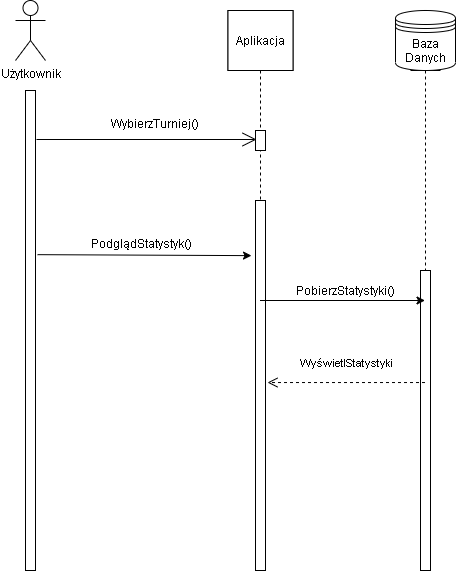 Użytkownik
Aplikacja
Baza
Danych
WybierzTurniej()
PodglądStatystyk()
PobierzStatystyki()
WyświetlStatystyki